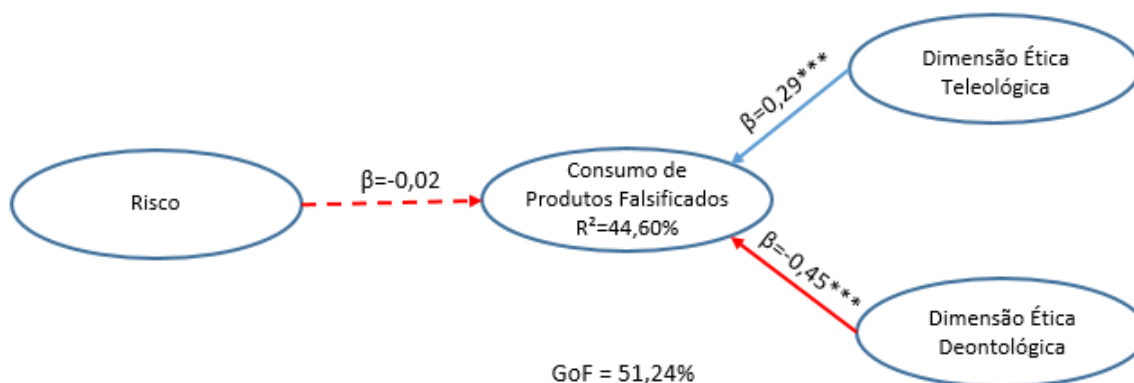 Risco
β=-0,02
Consumo de
Produtos Falsificados
R²=44,60%
β=0,29***
Dimensão Ética
Teleológica
β=-0,45***
Dimensão Ética
Deontológica
GoF = 51,24%